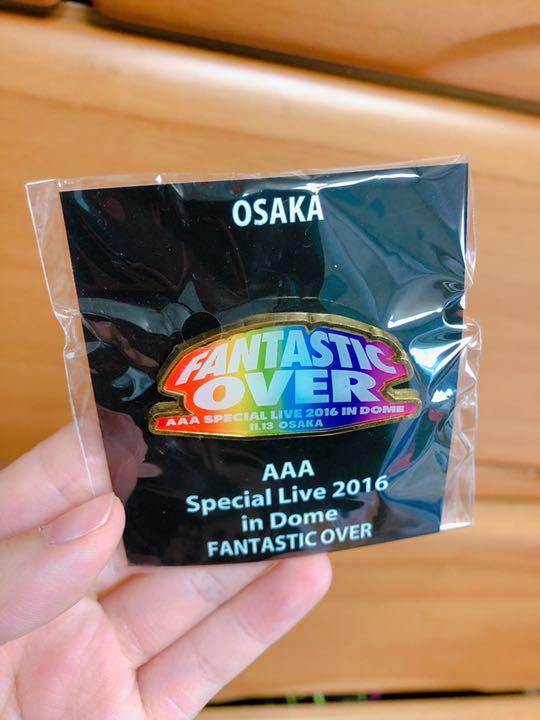 OSAKA
FANTASTIC
OVER
AAA SPECIAL LIVE 2016 IN DOME
11.13 OSAKA
AAA
Special Live 2016
in Dome
FANTASTIC OVER